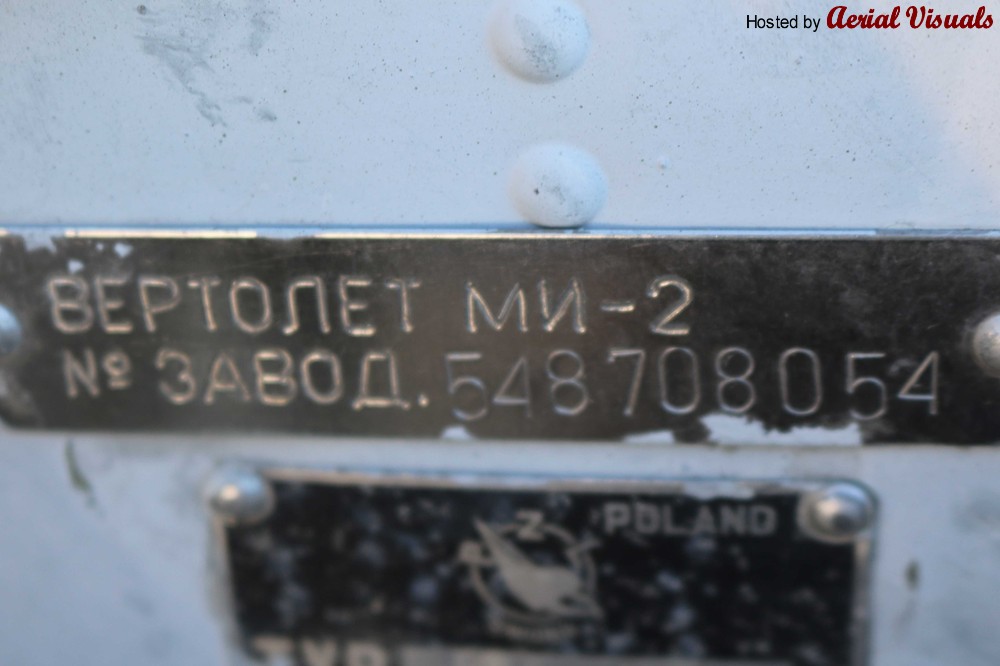 Hosted by Aerial Visuals
ВЕРТОЛЕТ МИ-2
№ ЗАВОД. 548708054
POLAND